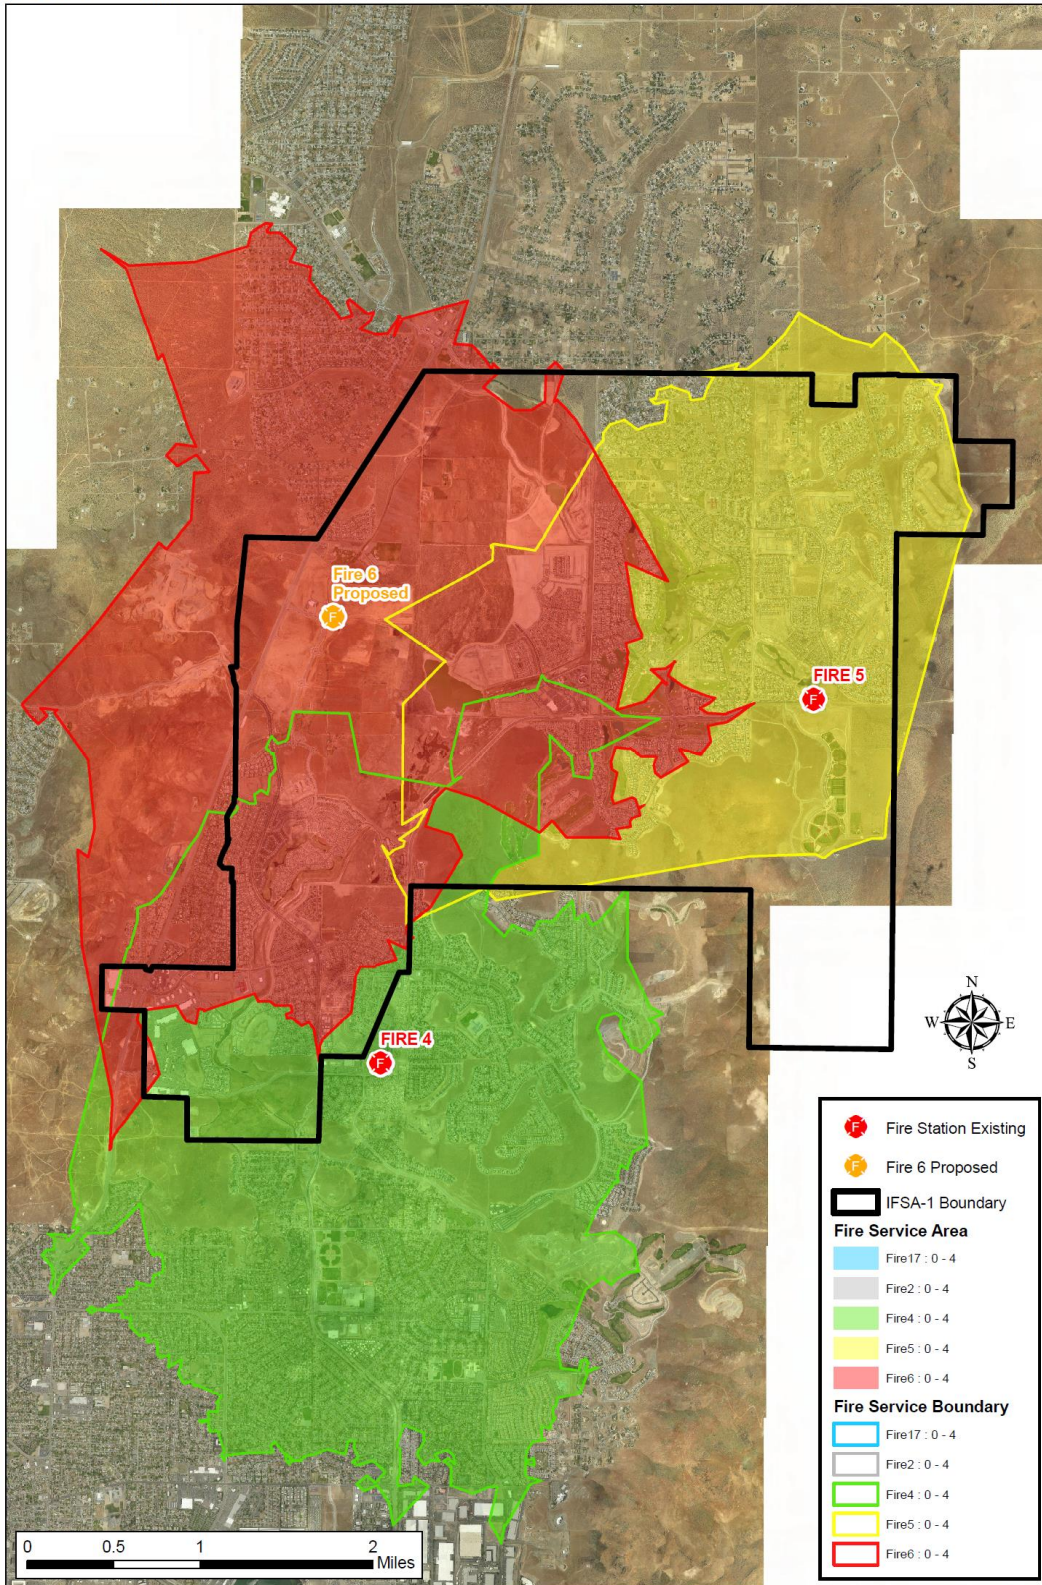 Fire 6
Proposed
F
FIRE 5
F
FIRE 4
F
N
W
E
S
F Fire Station Existing
F Fire 6 Proposed
IFSA-1 Boundary
Fire Service Area
Fire17 : 0 - 4
Fire2 : 0 - 4
Fire4 : 0 - 4
Fire5 : 0 - 4
Fire6 : 0 - 4
Fire Service Boundary
Fire17 : 0 - 4
Fire2 : 0 - 4
Fire4 : 0 - 4
Fire5 : 0 - 4
Fire6 : 0 - 4
0 0.5 1 2
Miles